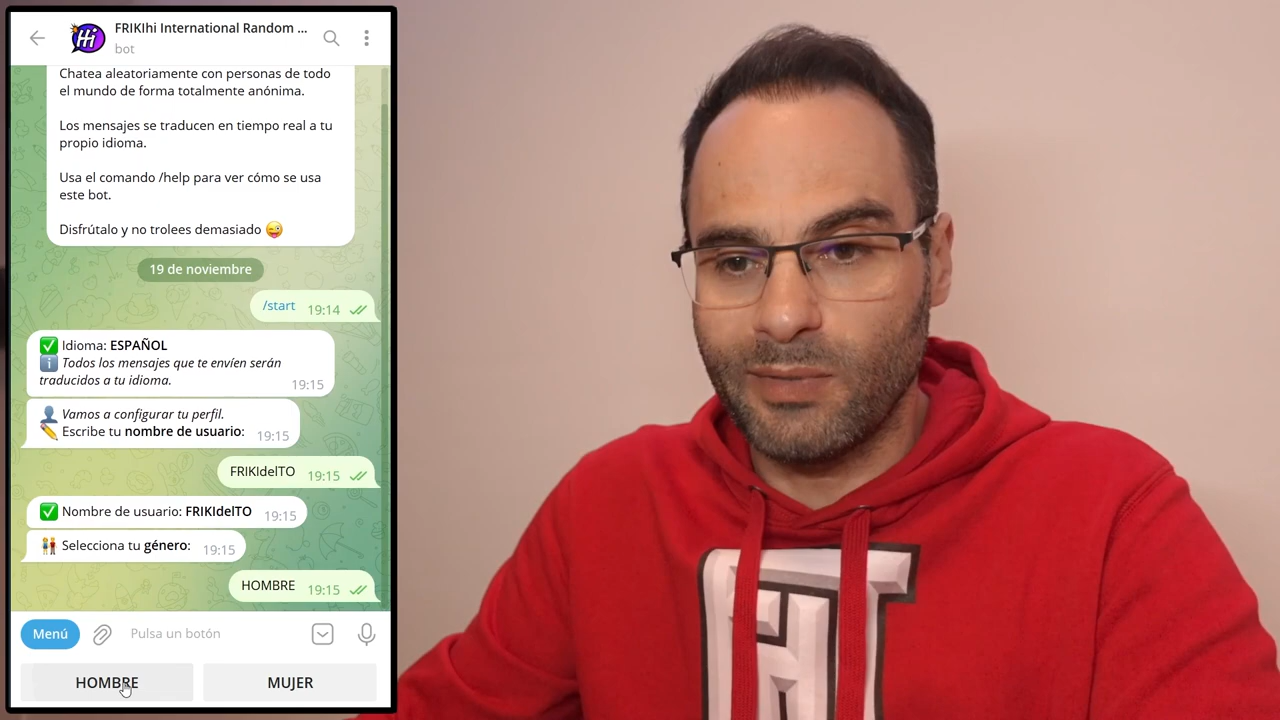 FRIKIhi International Random ...
bot
Chatea aleatoriamente con personas de todo
el mundo de forma totalmente anónima.
Los mensajes se traducen en tiempo real a tu
propio idioma.
Usa el comando /help para ver cómo se usa
este bot.
Disfrútalo y no trolees demasiado 😜
19 de noviembre
/start 19:14
✅ Idioma: ESPAÑOL
ℹ️ Todos los mensajes que te envíen serán
traducidos a tu idioma. 19:15
👤 Vamos a configurar tu perfil.
✏️ Escribe tu nombre de usuario: 19:15
FRIKIdelTO 19:15
✅ Nombre de usuario: FRIKIdelTO 19:15
👫 Selecciona tu género: 19:15
HOMBRE 19:15
Menú Pulsa un botón
HOMBRE MUJER
Hi